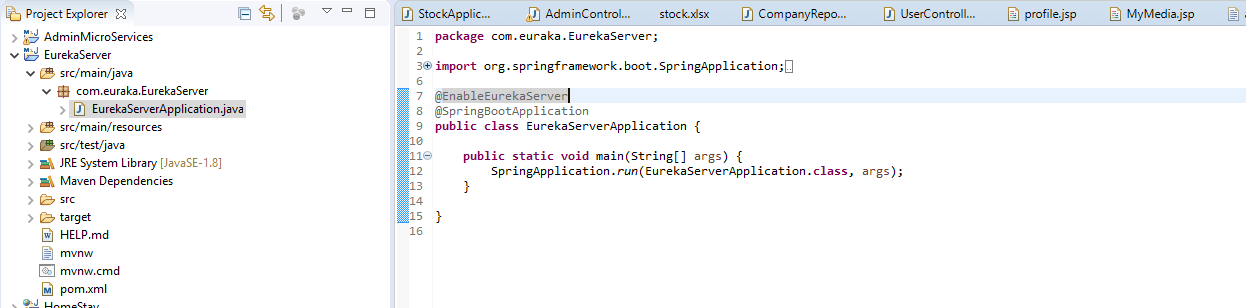 Project Explorer
AdminMicroServices
EurekaServer
src/main/java
com.euraka.EurekaServer
EurekaServerApplication.java
src/main/resources
src/test/java
JRE System Library [JavaSE-1.8]
Maven Dependencies
src
target
HELP.md
mvnw
mvnw.cmd
pom.xml
HomeStay
StockApplic... AdminControl... stock.xlsx CompanyRepo... UserControll... profile.jsp MyMedia.jsp
1 package com.euraka.EurekaServer;
2
3 import org.springframework.boot.SpringApplication;
6
7 @EnableEurekaServer
8 @SpringBootApplication
9 public class EurekaServerApplication {
10
11 public static void main(String[] args) {
12 SpringApplication.run(EurekaServerApplication.class, args);
13 }
14
15 }
16